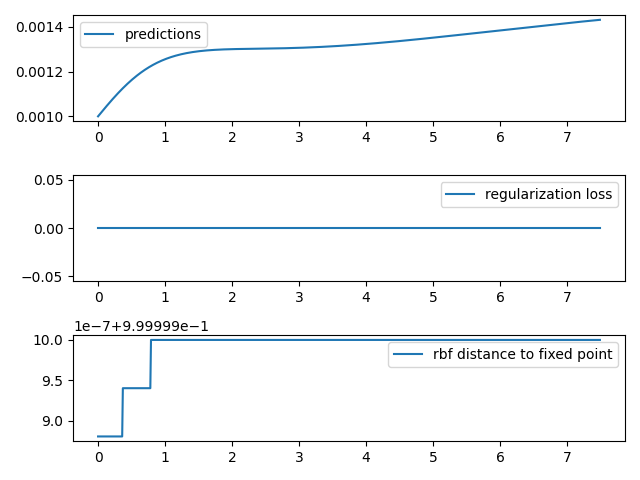 0.0014
predictions
0.0012
0.0010
0 1 2 3 4 5 6 7
0.05
regularization loss
0.00
−0.05
0 1 2 3 4 5 6 7
1e-7+9.99999e-1
10.0
rbf distance to fixed point
9.5
9.0
0 1 2 3 4 5 6 7